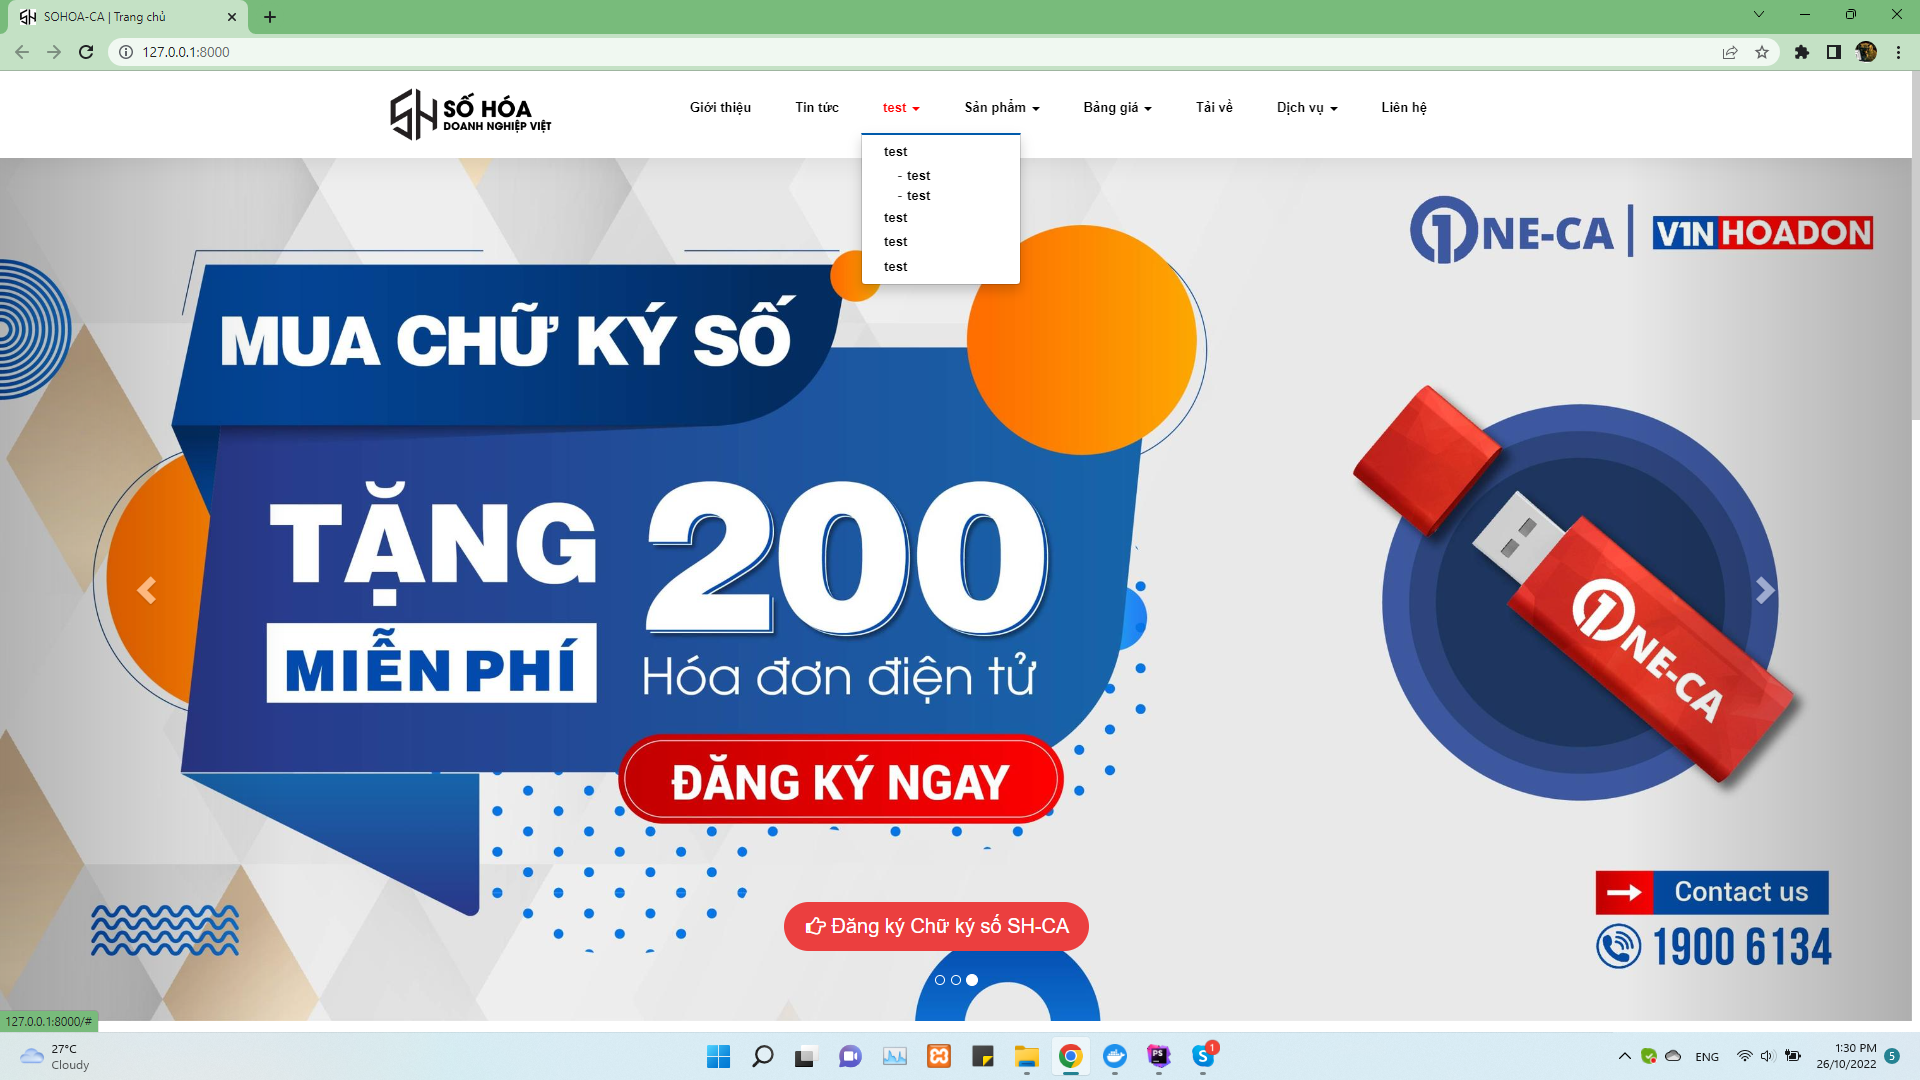 SOHOA-CA | Trang chủ
127.0.0.1:8000
SỐ HÓA
DOANH NGHIỆP VIỆT
Giới thiệu
Tin tức
test
Sản phẩm
Bảng giá
Tải về
Dịch vụ
Liên hệ
test
- test
- test
test
test
test
ONE-CA | V1N HOADON
MUA CHỮ KÝ SỐ
TẶNG
MIỄN PHÍ
200
Hóa đơn điện tử
ĐĂNG KÝ NGAY
ONE-CA
Đăng ký Chữ ký số SH-CA
Contact us
1900 6134
127.0.0.1:8000/#
27°C
Cloudy
PS
S
1
ENG
1:30 PM
26/10/2022
5